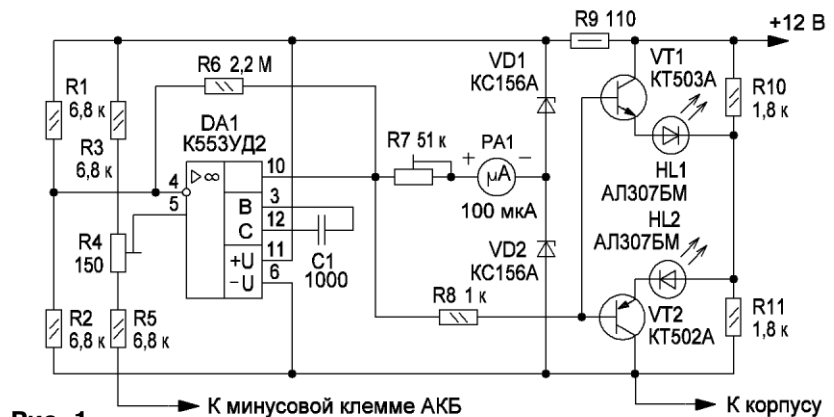 +12 В
R9 110
VD1
КС156А
VT1
КТ503А
R6 2,2 М
R1
6,8 к
R3
6,8 к
R10
1,8 к
DA1
К553УД2
R7 51 к
PA1
+
−
µA
100 мкА
HL1
АЛ307БМ
4
5
▷∞
10
3
12
11
6
B
C
+U
−U
C1
1000
R4
150
VD2
КС156А
HL2
АЛ307БМ
R8 1 к
VT2
КТ502А
R2
6,8 к
R5
6,8 к
R11
1,8 к
К минусовой клемме АКБ
К корпусу